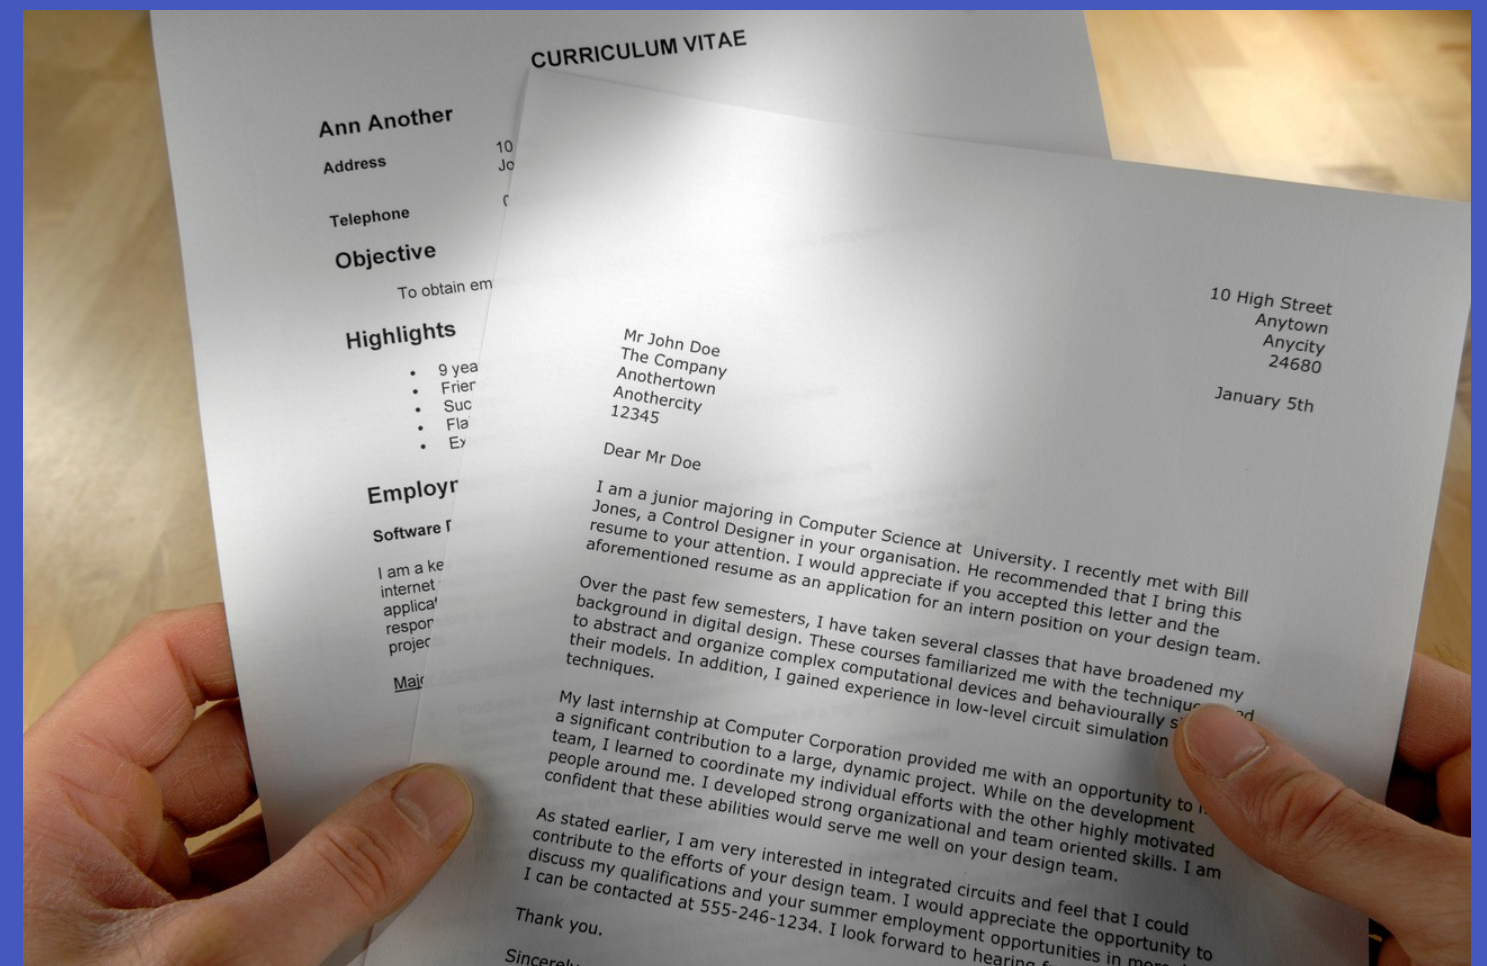 CURRICULUM VITAE
Ann Another
Address
10
Jo
Telephone
Objective
To obtain em
Highlights
• 9 yea
• Frier
• Suc
• Fla
• Ex
Employr
Software
I am a ke
internet
applica
respor
projec
Majo
10 High Street
Anytown
Anycity
24680
January 5th
Mr John Doe
The Company
Anothertown
Anothercity
12345
Dear Mr Doe
I am a junior majoring in Computer Science at University. I recently met with Bill
Jones, a Control Designer in your organisation. He recommended that I bring this
resume to your attention. I would appreciate if you accepted this letter and the
aforementioned resume as an application for an intern position on your design team.
Over the past few semesters, I have taken several classes that have broadened my
background in digital design. These courses familiarized me with the technique
to abstract and organize complex computational devices and behaviourally
their models. In addition, I gained experience in low-level circuit simulation
techniques.
My last internship at Computer Corporation provided me with an opportunity to
a significant contribution to a large, dynamic project. While on the development
team, I learned to coordinate my individual efforts with the other highly motivated
people around me. I developed strong organizational and team oriented skills. I am
confident that these abilities would serve me well on your design team.
As stated earlier, I am very interested in integrated circuits and feel that I could
contribute to the efforts of your design team. I would appreciate the opportunity to
discuss my qualifications and your summer employment opportunities in more
I can be contacted at 555-246-1234. I look forward to hearing
Thank you.
Sincerely